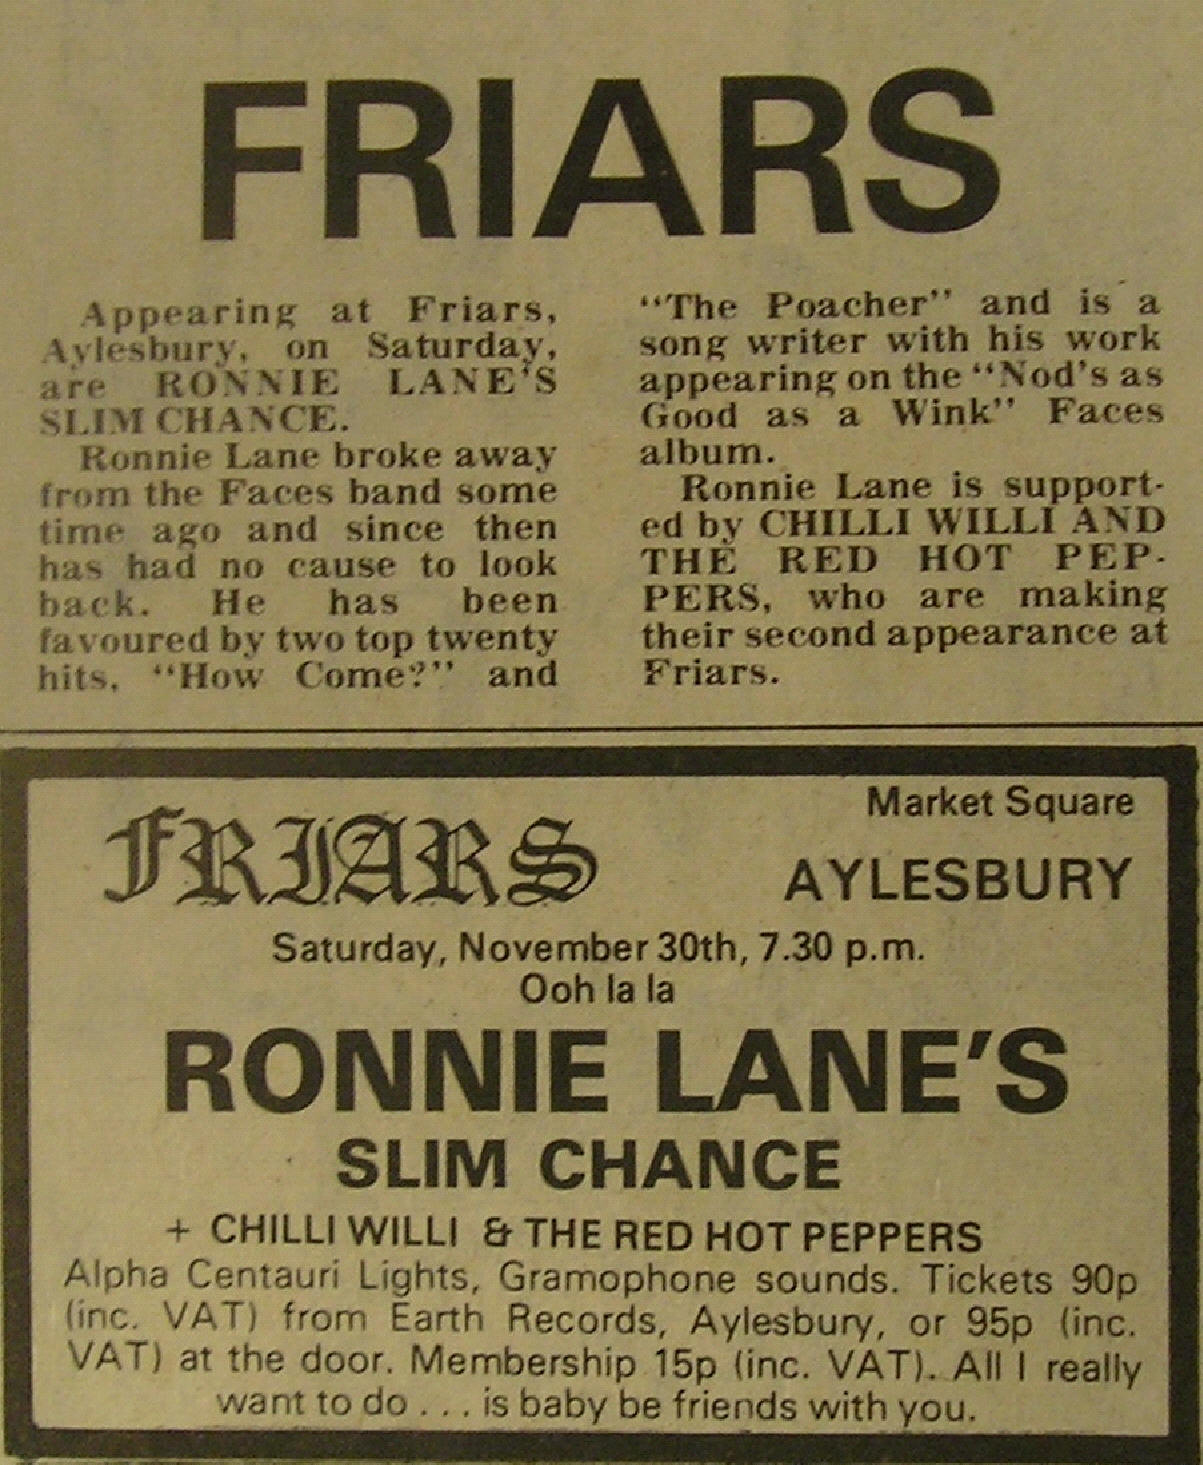 FRIARS
Appearing at Friars,
Aylesbury, on Saturday,
are RONNIE LANE'S
SLIM CHANCE.
Ronnie Lane broke away
from the Faces band some
time ago and since then
has had no cause to look
back. He has been
favoured by two top twenty
hits, "How Come?" and
"The Poacher" and is a
song writer with his work
appearing on the "Nod's as
Good as a Wink" Faces
album.
Ronnie Lane is support-
ed by CHILLI WILLI AND
THE RED HOT PEP-
PERS, who are making
their second appearance at
Friars.
FRIARS
Market Square
AYLESBURY
Saturday, November 30th, 7.30 p.m.
Ooh la la
RONNIE LANE'S
SLIM CHANCE
+ CHILLI WILLI & THE RED HOT PEPPERS
Alpha Centauri Lights, Gramophone sounds. Tickets 90p
(inc. VAT) from Earth Records, Aylesbury, or 95p (inc.
VAT) at the door. Membership 15p (inc. VAT). All I really
want to do . . . is baby be friends with you.